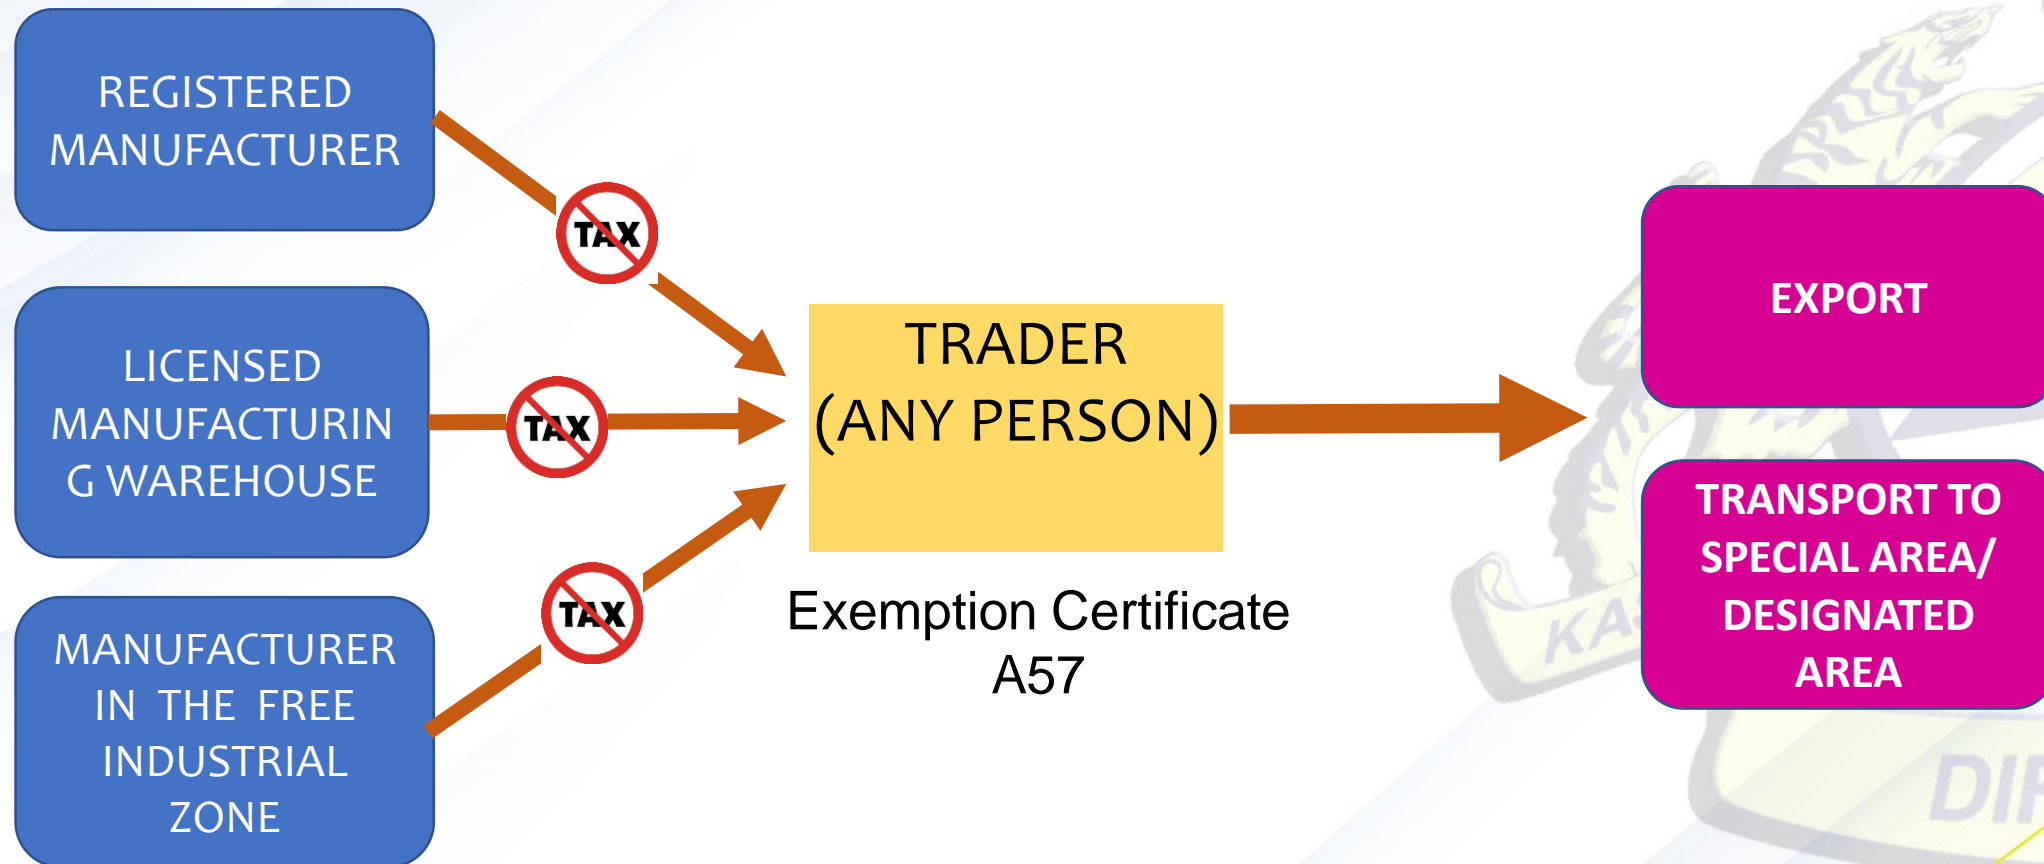 REGISTERED
MANUFACTURER
TAX
LICENSED
MANUFACTURIN
G WAREHOUSE
TAX
MANUFACTURER
IN THE FREE
INDUSTRIAL
ZONE
TAX
TRADER
(ANY PERSON)
Exemption Certificate
A57
EXPORT
TRANSPORT TO
SPECIAL AREA/
DESIGNATED
AREA